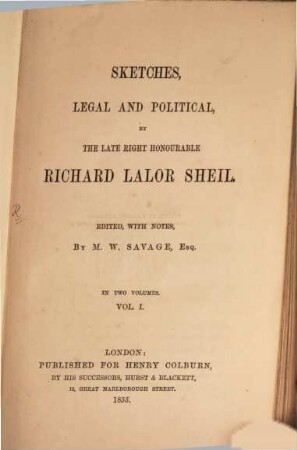 SKETCHES,
LEGAL AND POLITICAL,
BY
THE LATE RIGHT HONOURABLE
RICHARD LALOR SHEIL.
EDITED, WITH NOTES,
BY M. W. SAVAGE, ESQ.
IN TWO VOLUMES.
VOL. I.
LONDON:
PUBLISHED FOR HENRY COLBURN,
BY HIS SUCCESSORS, HURST & BLACKETT,
13, GREAT MARLBOROUGH STREET.
1855.